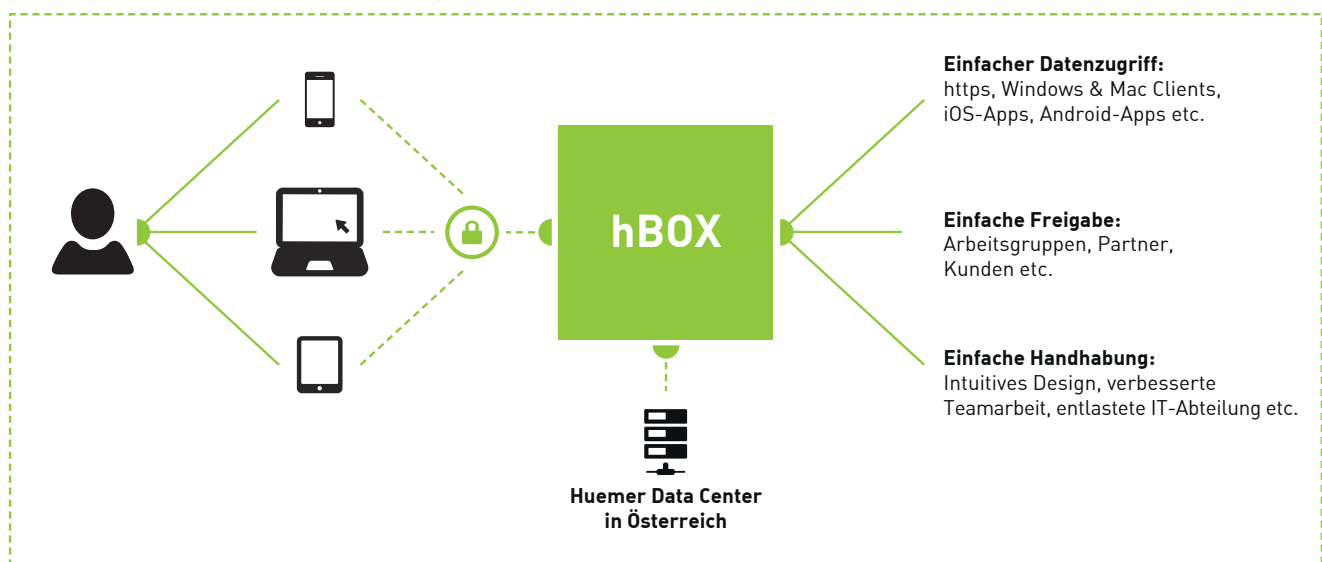 hBOX
Einfacher Datenzugriff:
https, Windows & Mac Clients,
iOS-Apps, Android-Apps etc.
Einfache Freigabe:
Arbeitsgruppen, Partner,
Kunden etc.
Einfache Handhabung:
Intuitives Design, verbesserte
Teamarbeit, entlastete IT-Abteilung etc.
Huemer Data Center
in Österreich